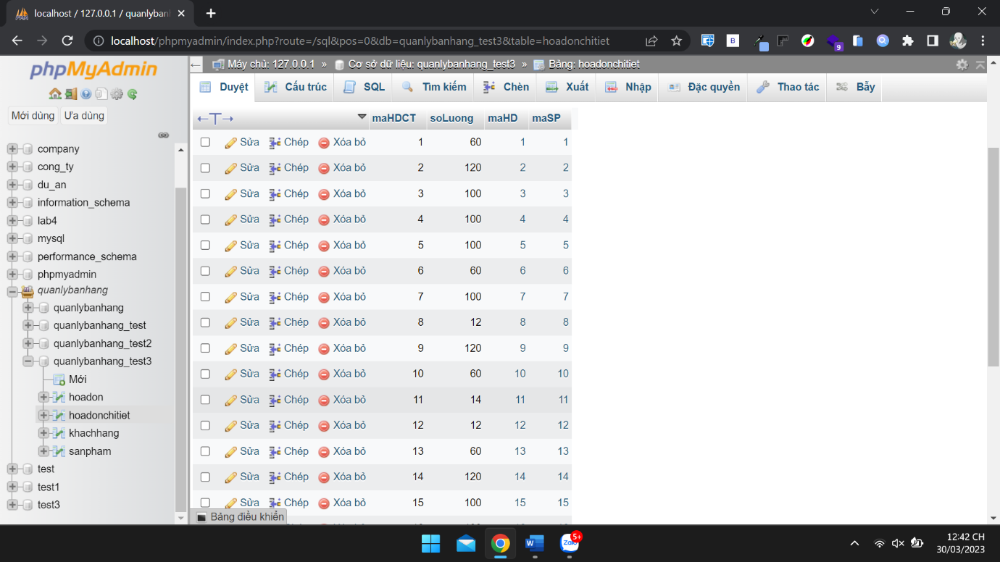 localhost / 127.0.0.1 / quanlybanl
localhost/phpmyadmin/index.php?route=/sql&pos=0&db=quanlybanhang_test3&table=hoadonchitiet
B
9
phpMyAdmin
Mới dùng Ưa dùng
company
cong_ty
du_an
information_schema
lab4
mysql
performance_schema
phpmyadmin
quanlybanhang
quanlybanhang
quanlybanhang_test
quanlybanhang_test2
quanlybanhang_test3
Mới
hoadon
hoadonchitiet
khachhang
sanpham
test
test1
test3
Máy chủ: 127.0.0.1 » Cơ sở dữ liệu: quanlybanhang_test3 » Bảng: hoadonchitiet
Duyệt Cấu trúc SQL Tìm kiếm Chèn Xuất Nhập Đặc quyền Thao tác Bẫy
←T→ maHDCT soLuong maHD maSP
Sửa Chép Xóa bỏ 1 60 1 1
Sửa Chép Xóa bỏ 2 120 2 2
Sửa Chép Xóa bỏ 3 100 3 3
Sửa Chép Xóa bỏ 4 100 4 4
Sửa Chép Xóa bỏ 5 100 5 5
Sửa Chép Xóa bỏ 6 60 6 6
Sửa Chép Xóa bỏ 7 100 7 7
Sửa Chép Xóa bỏ 8 12 8 8
Sửa Chép Xóa bỏ 9 120 9 9
Sửa Chép Xóa bỏ 10 60 10 10
Sửa Chép Xóa bỏ 11 14 11 11
Sửa Chép Xóa bỏ 12 12 12 12
Sửa Chép Xóa bỏ 13 60 13 13
Sửa Chép Xóa bỏ 14 120 14 14
Sửa Chép Xóa bỏ 15 100 15 15
Bảng điều khiển
W
Zalo
5+
12:42 CH
30/03/2023